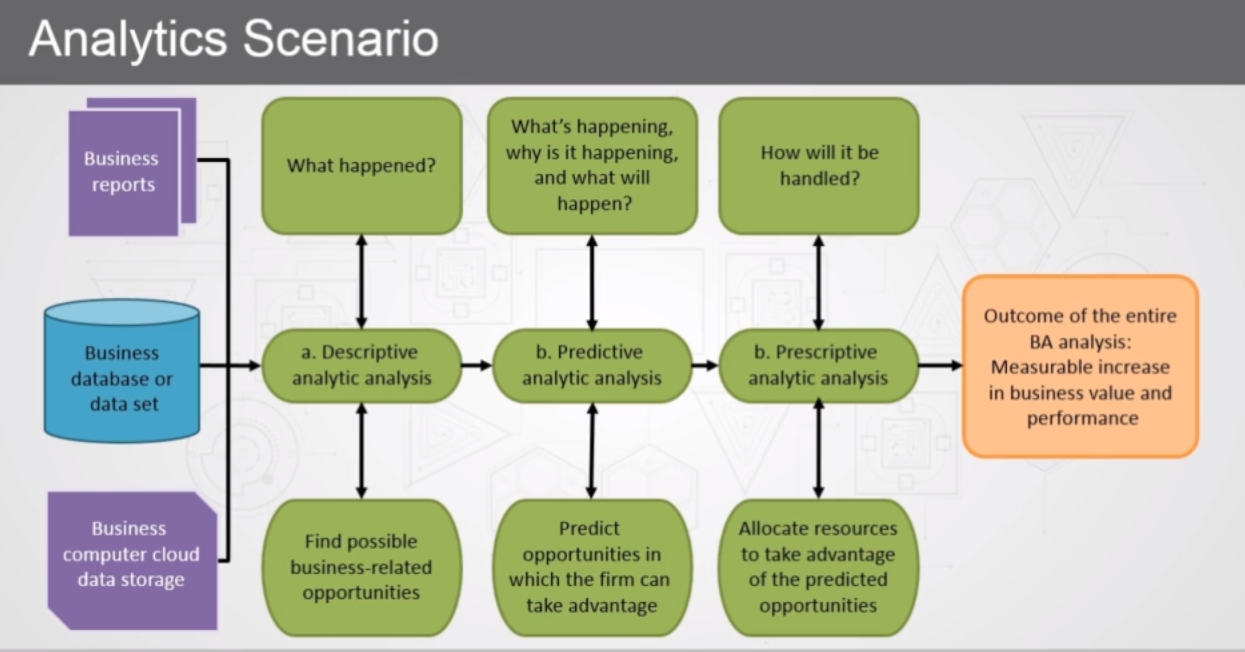 Analytics Scenario
Business
reports
What happened?
What's happening,
why is it happening,
and what will
happen?
How will it be
handled?
Business
database or
data set
a. Descriptive
analytic analysis
b. Predictive
analytic analysis
b. Prescriptive
analytic analysis
Outcome of the entire
BA analysis:
Measurable increase
in business value and
performance
Business
computer cloud
data storage
Find possible
business-related
opportunities
Predict
opportunities in
which the firm can
take advantage
Allocate resources
to take advantage
of the predicted
opportunities